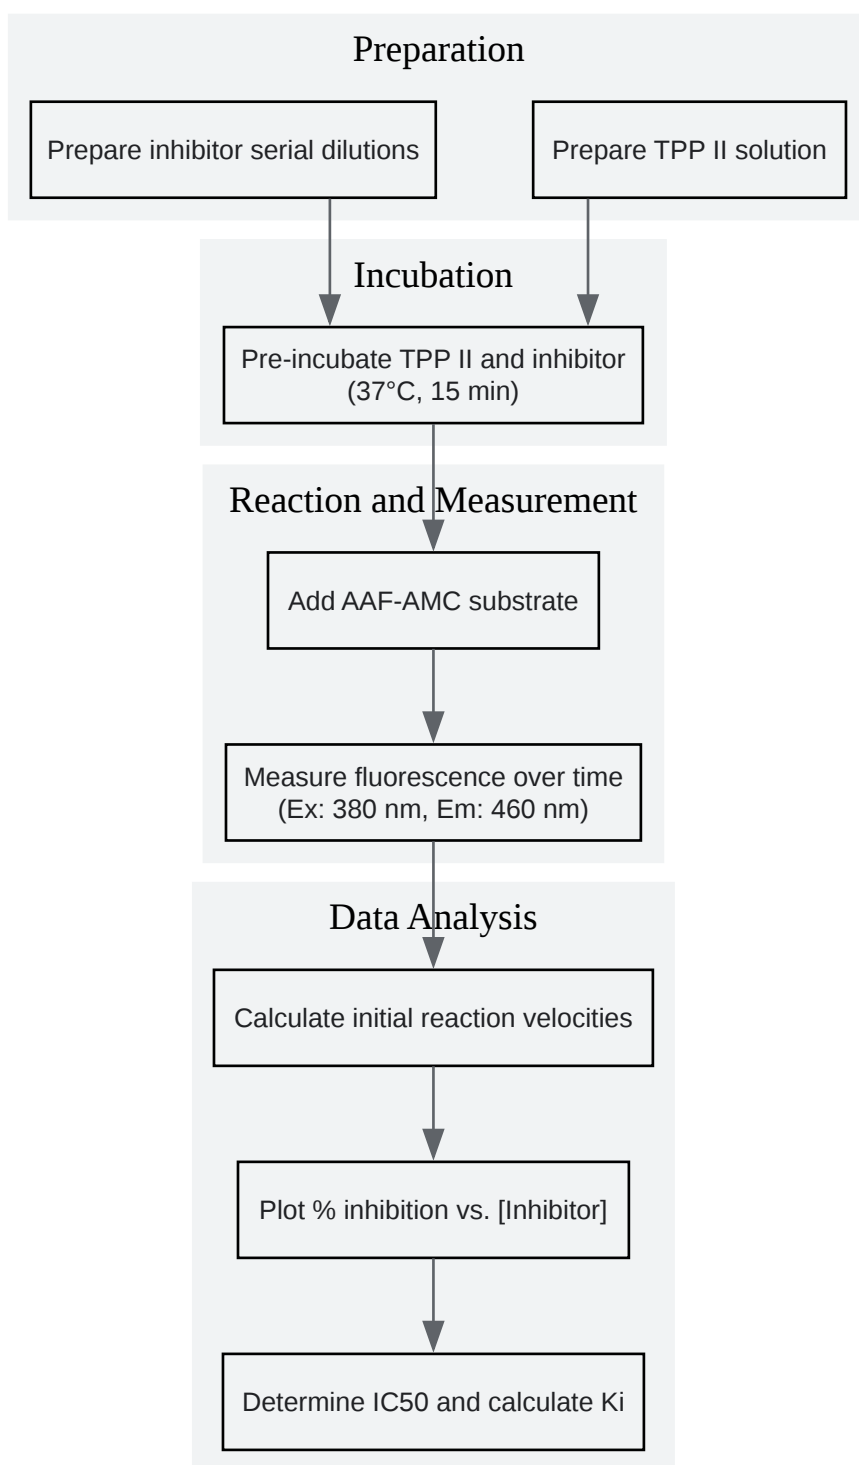 Preparation
Prepare inhibitor serial dilutions
Prepare TPP II solution
Incubation
Pre-incubate TPP II and inhibitor
(37°C, 15 min)
Reaction and Measurement
Add AAF-AMC substrate
Measure fluorescence over time
(Ex: 380 nm, Em: 460 nm)
Data Analysis
Calculate initial reaction velocities
Plot % inhibition vs. [Inhibitor]
Determine IC50 and calculate Ki